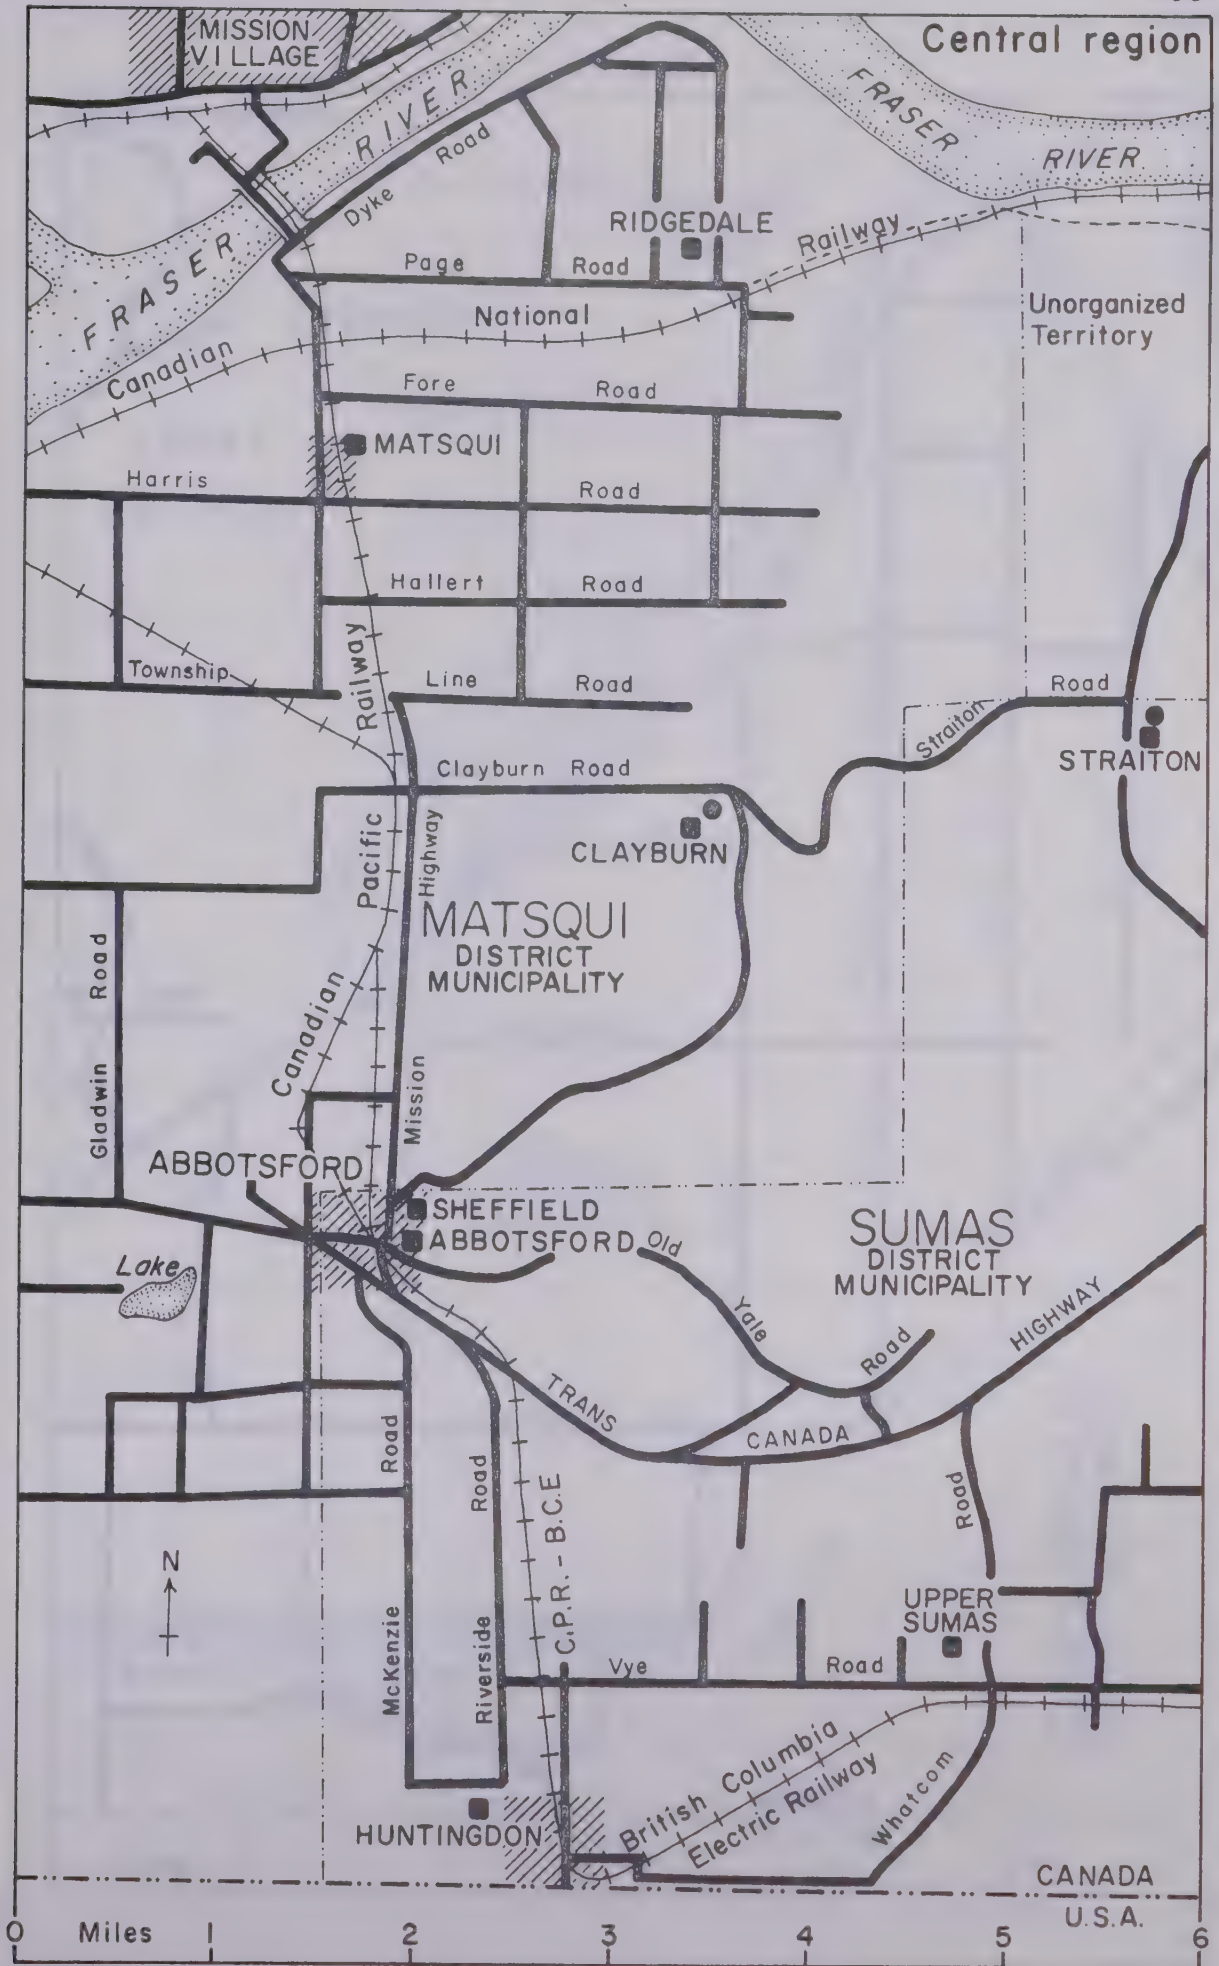 Central region
MISSION
VILLAGE
RIVER
FRASER
RIVER
Dyke Road
RIDGEDALE
Railway
Page Road
FRASER
National
Canadian
Unorganized
Territory
Fore Road
MATSQUI
Harris Road
Hallert Road
Railway
Township Line Road
Straiton Road
STRAITON
Clayburn Road
Pacific
Highway
CLAYBURN
MATSQUI
DISTRICT
MUNICIPALITY
Gladwin Road
Canadian
Mission
ABBOTSFORD
SHEFFIELD
ABBOTSFORD
Old Yale Road
SUMAS
DISTRICT
MUNICIPALITY
Lake
TRANS CANADA HIGHWAY
McKenzie Road
Riverside Road
C.P.R. - B.C.E
Road
N
UPPER
SUMAS
Vye Road
British Columbia
Electric Railway
Whatcom
HUNTINGDON
CANADA
U.S.A.
0 Miles 1 2 3 4 5 6